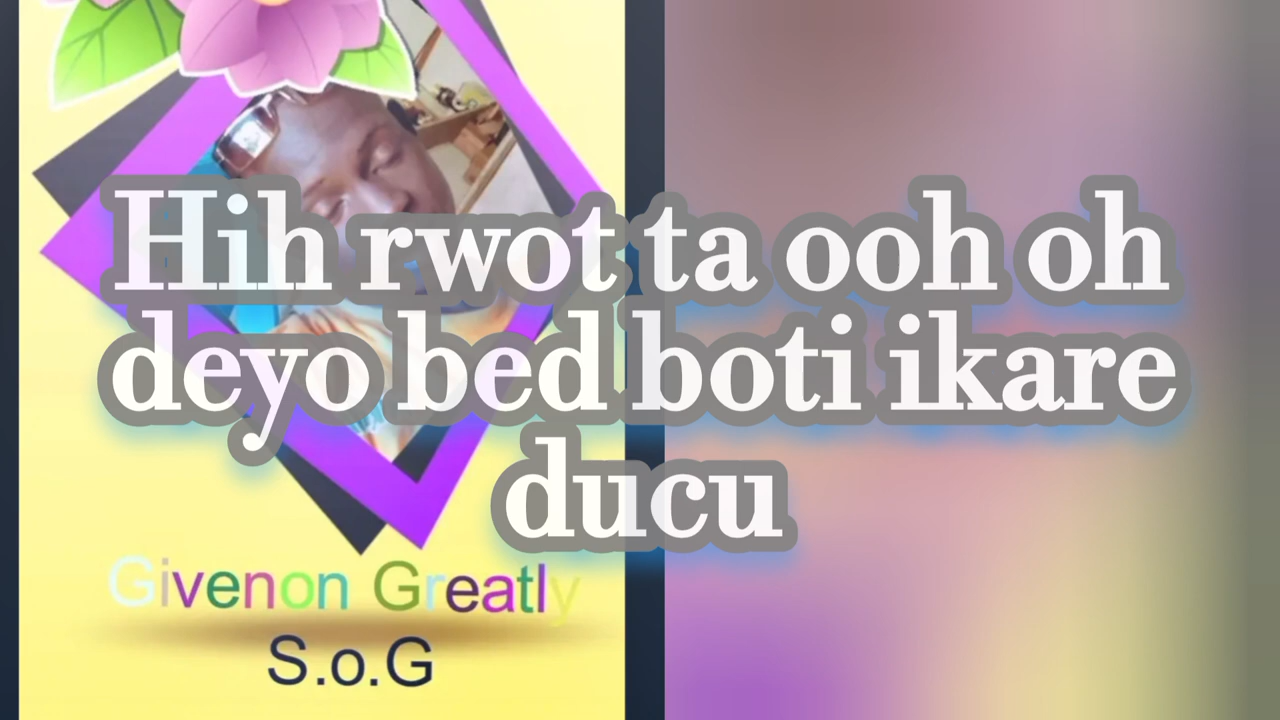 Hih rwot ta ooh oh
deyo bed boti ikare
ducu
Givenon Greatly
S.o.G